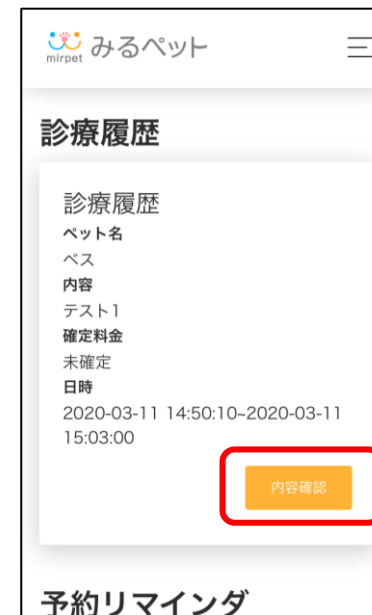 mirpet みるペット
診療履歴
診療履歴
ペット名
ベス
内容
テスト1
確定料金
未確定
日時
2020-03-11 14:50:10~2020-03-11
15:03:00
内容確認
予約リマインダ